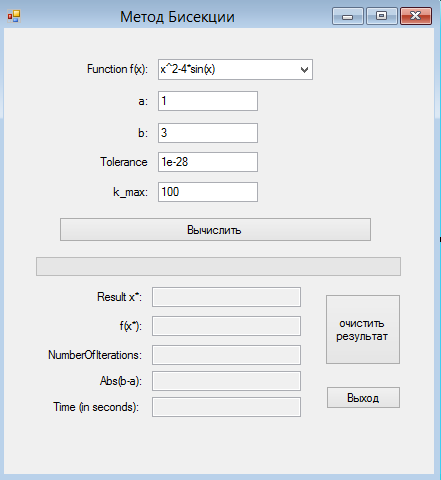 Метод Бисекции
Function f(x): x^2-4*sin(x)
a: 1
b: 3
Tolerance 1e-28
k_max: 100
Вычислить
Result x*:
f(x*):
очистить
результат
NumberOfIterations:
Abs(b-a):
Выход
Time (in seconds):